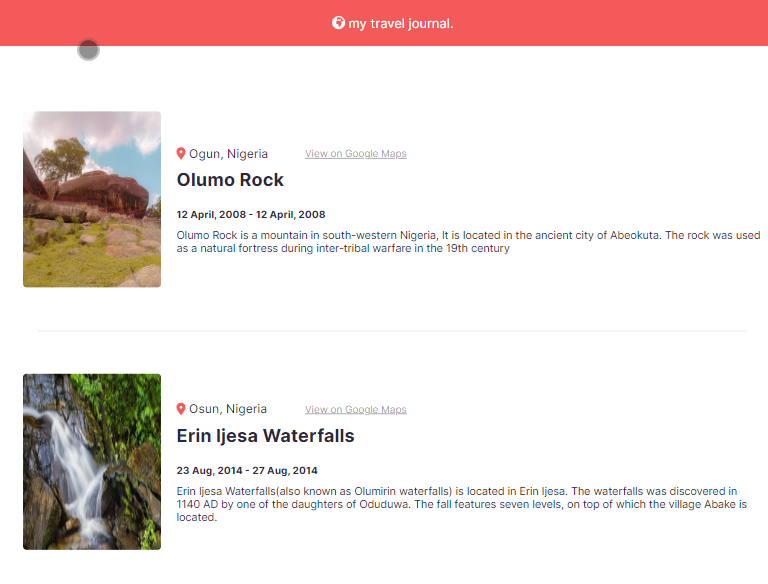 my travel journal.
Ogun, Nigeria View on Google Maps
Olumo Rock
12 April, 2008 - 12 April, 2008
Olumo Rock is a mountain in south-western Nigeria, It is located in the ancient city of Abeokuta. The rock was used
as a natural fortress during inter-tribal warfare in the 19th century
Osun, Nigeria View on Google Maps
Erin Ijesa Waterfalls
23 Aug, 2014 - 27 Aug, 2014
Erin Ijesa Waterfalls(also known as Olumirin waterfalls) is located in Erin Ijesa. The waterfalls was discovered in
1140 AD by one of the daughters of Oduduwa. The fall features seven levels, on top of which the village Abake is
located.